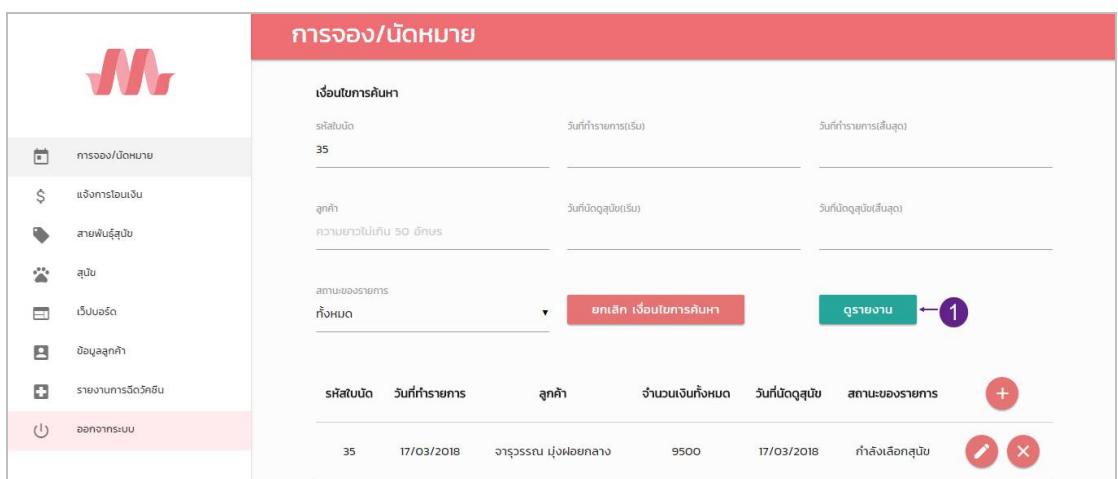 การจอง/นัดหมาย
เงื่อนไขการค้นหา
รหัสใบนัด วันที่ทำรายการ(เริ่ม) วันที่ทำรายการ(สิ้นสุด)
35
การจอง/นัดหมาย
แจ้งการโอนเงิน
ลูกค้า วันที่นัดดูสุนัข(เริ่ม) วันที่นัดดูสุนัข(สิ้นสุด)
ความยาวไม่เกิน 50 อักษร
สายพันธุ์สุนัข
สุนัข
สถานะของรายการ
ทั้งหมด ยกเลิก เงื่อนไขการค้นหา ดูรายงาน 1
เว็บบอร์ด
ข้อมูลลูกค้า
รายงานการฉีดวัคซีน
ออกจากระบบ
รหัสใบนัด วันที่ทำรายการ ลูกค้า จำนวนเงินทั้งหมด วันที่นัดดูสุนัข สถานะของรายการ
35 17/03/2018 จารุวรรณ มุ่งฝอยกลาง 9500 17/03/2018 กำลังเลือกสุนัข